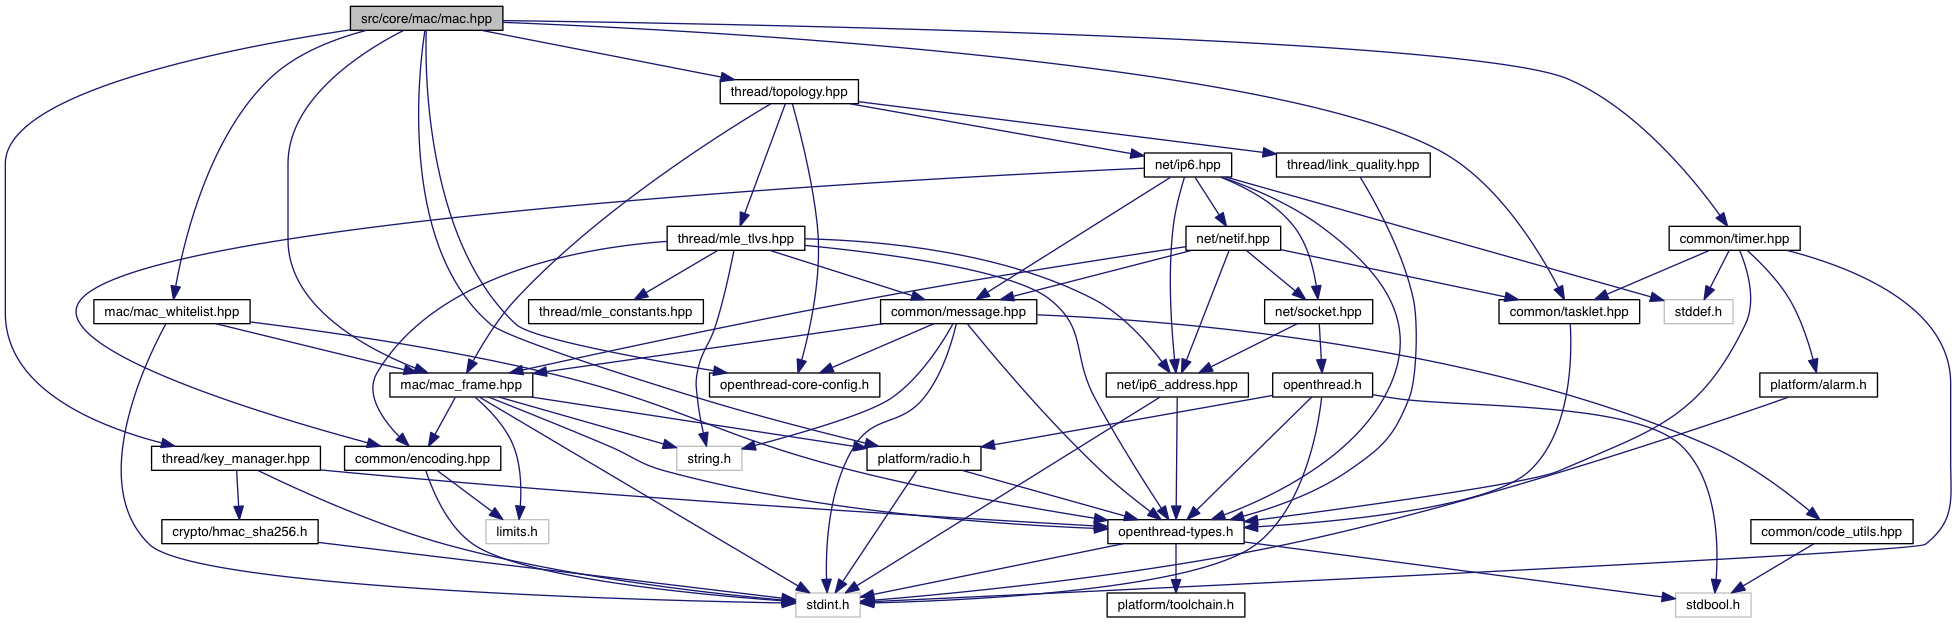 src/core/mac/mac.hpp
thread/topology.hpp
net/ip6.hpp
thread/link_quality.hpp
thread/mle_tlvs.hpp
net/netif.hpp
common/timer.hpp
mac/mac_whitelist.hpp
thread/mle_constants.hpp
common/message.hpp
net/socket.hpp
common/tasklet.hpp
stddef.h
mac/mac_frame.hpp
openthread-core-config.h
net/ip6_address.hpp
openthread.h
platform/alarm.h
thread/key_manager.hpp
common/encoding.hpp
string.h
platform/radio.h
crypto/hmac_sha256.h
limits.h
openthread-types.h
common/code_utils.hpp
stdint.h
platform/toolchain.h
stdbool.h